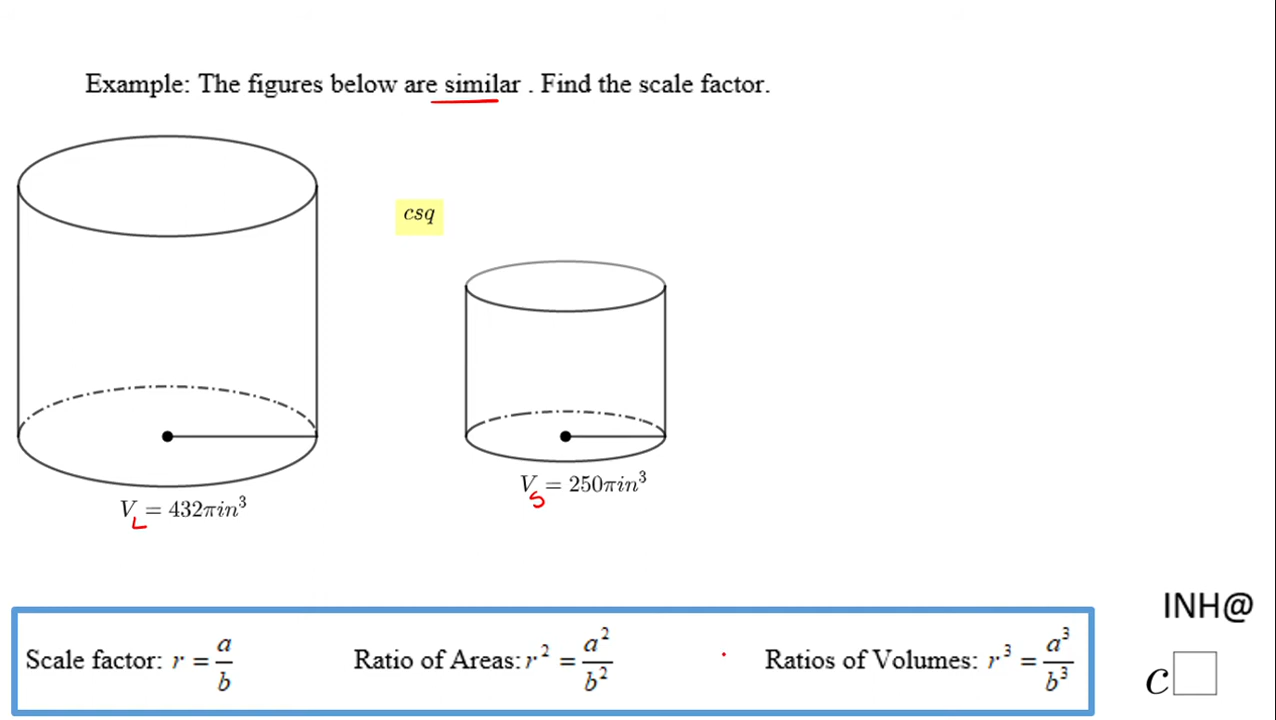 Example: The figures below are similar . Find the scale factor.
csq
V_S = 250πin³
V_L = 432πin³
INH@
Scale factor: r = a/b Ratio of Areas: r² = a²/b² Ratios of Volumes: r³ = a³/b³
c